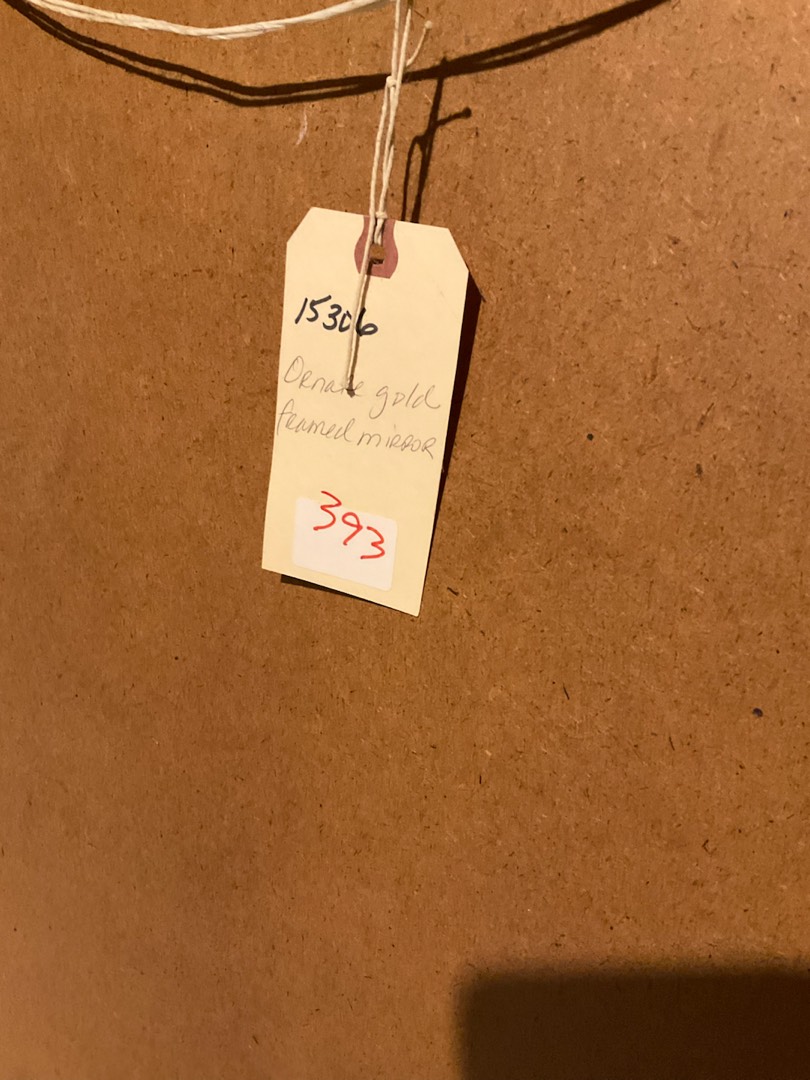 15306
Ornate gold
framed mirror
393